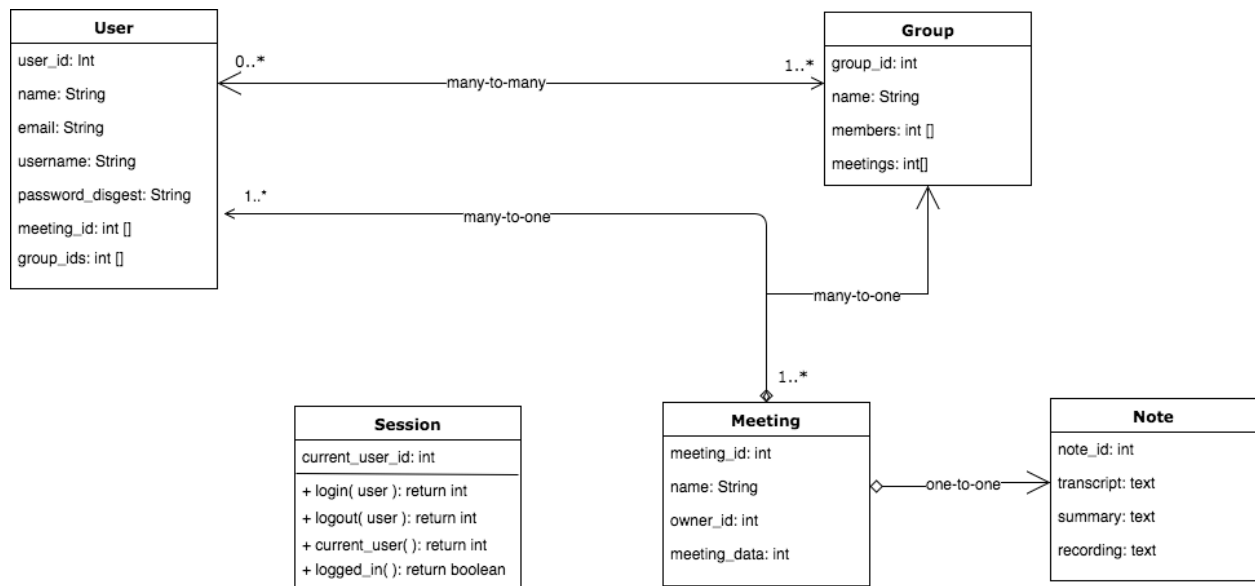 User
user_id: Int
name: String
email: String
username: String
password_disgest: String
meeting_id: int []
group_ids: int []
0..*
many-to-many
1..*
Group
group_id: int
name: String
members: int []
meetings: int[]
1..*
many-to-one
many-to-one
1..*
Session
current_user_id: int
+ login( user ): return int
+ logout( user ): return int
+ current_user( ): return int
+ logged_in( ): return boolean
Meeting
meeting_id: int
name: String
owner_id: int
meeting_data: int
one-to-one
Note
note_id: int
transcript: text
summary: text
recording: text